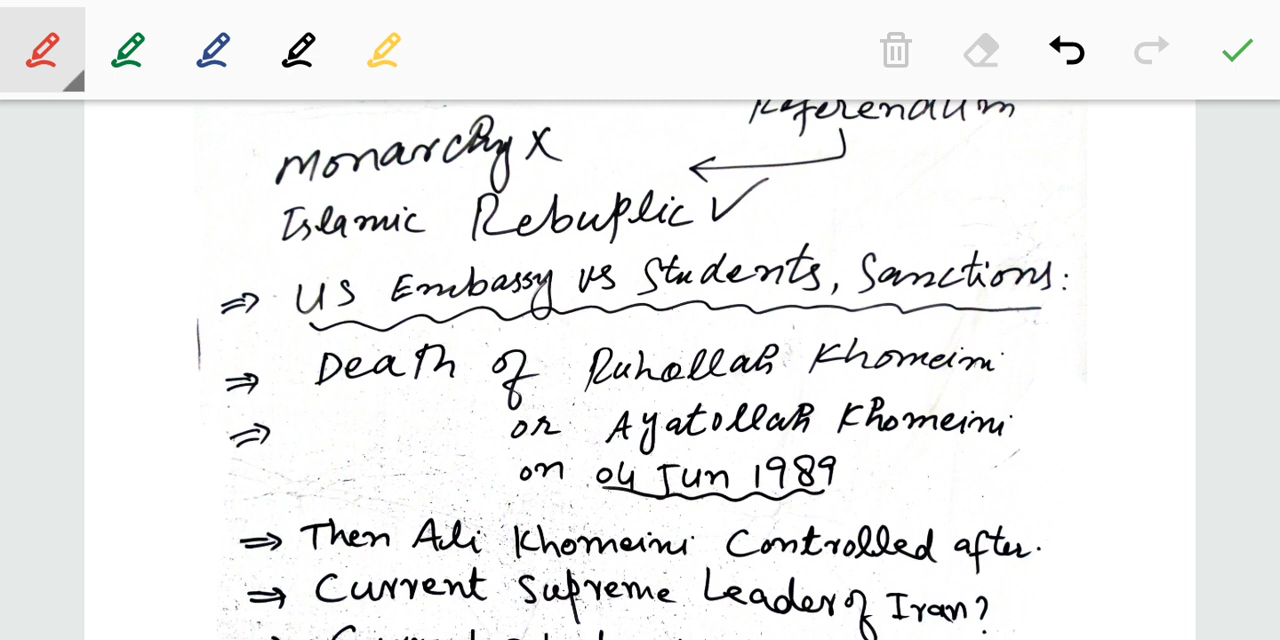 Referendum
Monarchy x
Islamic Rebuplic ✓
⇒ US Embassy vs Students, Sanctions:
⇒ Death of Ruhollah Khomeini
⇒ or Ayatollah Khomeini
on 04 Jun 1989
⇒ Then Ali Khomeini Controlled after.
⇒ Current Supreme Leader of Iran?